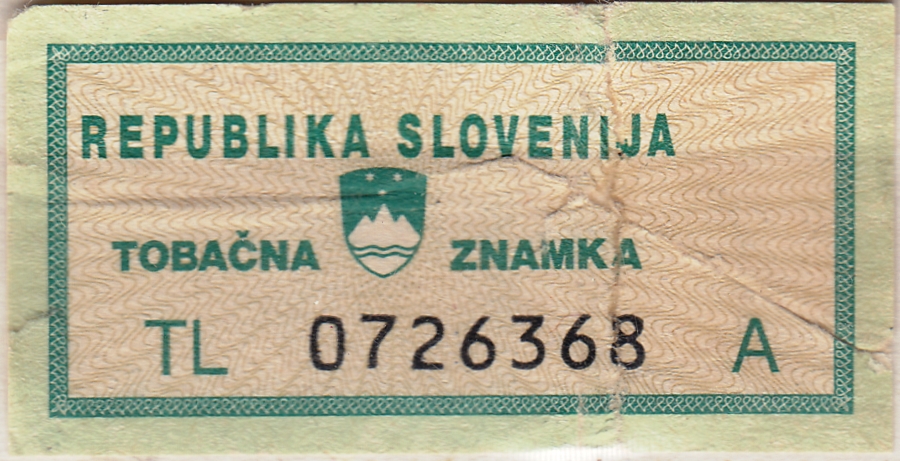 REPUBLIKA SLOVENIJA
TOBAČNA ZNAMKA
TL 0726368 A